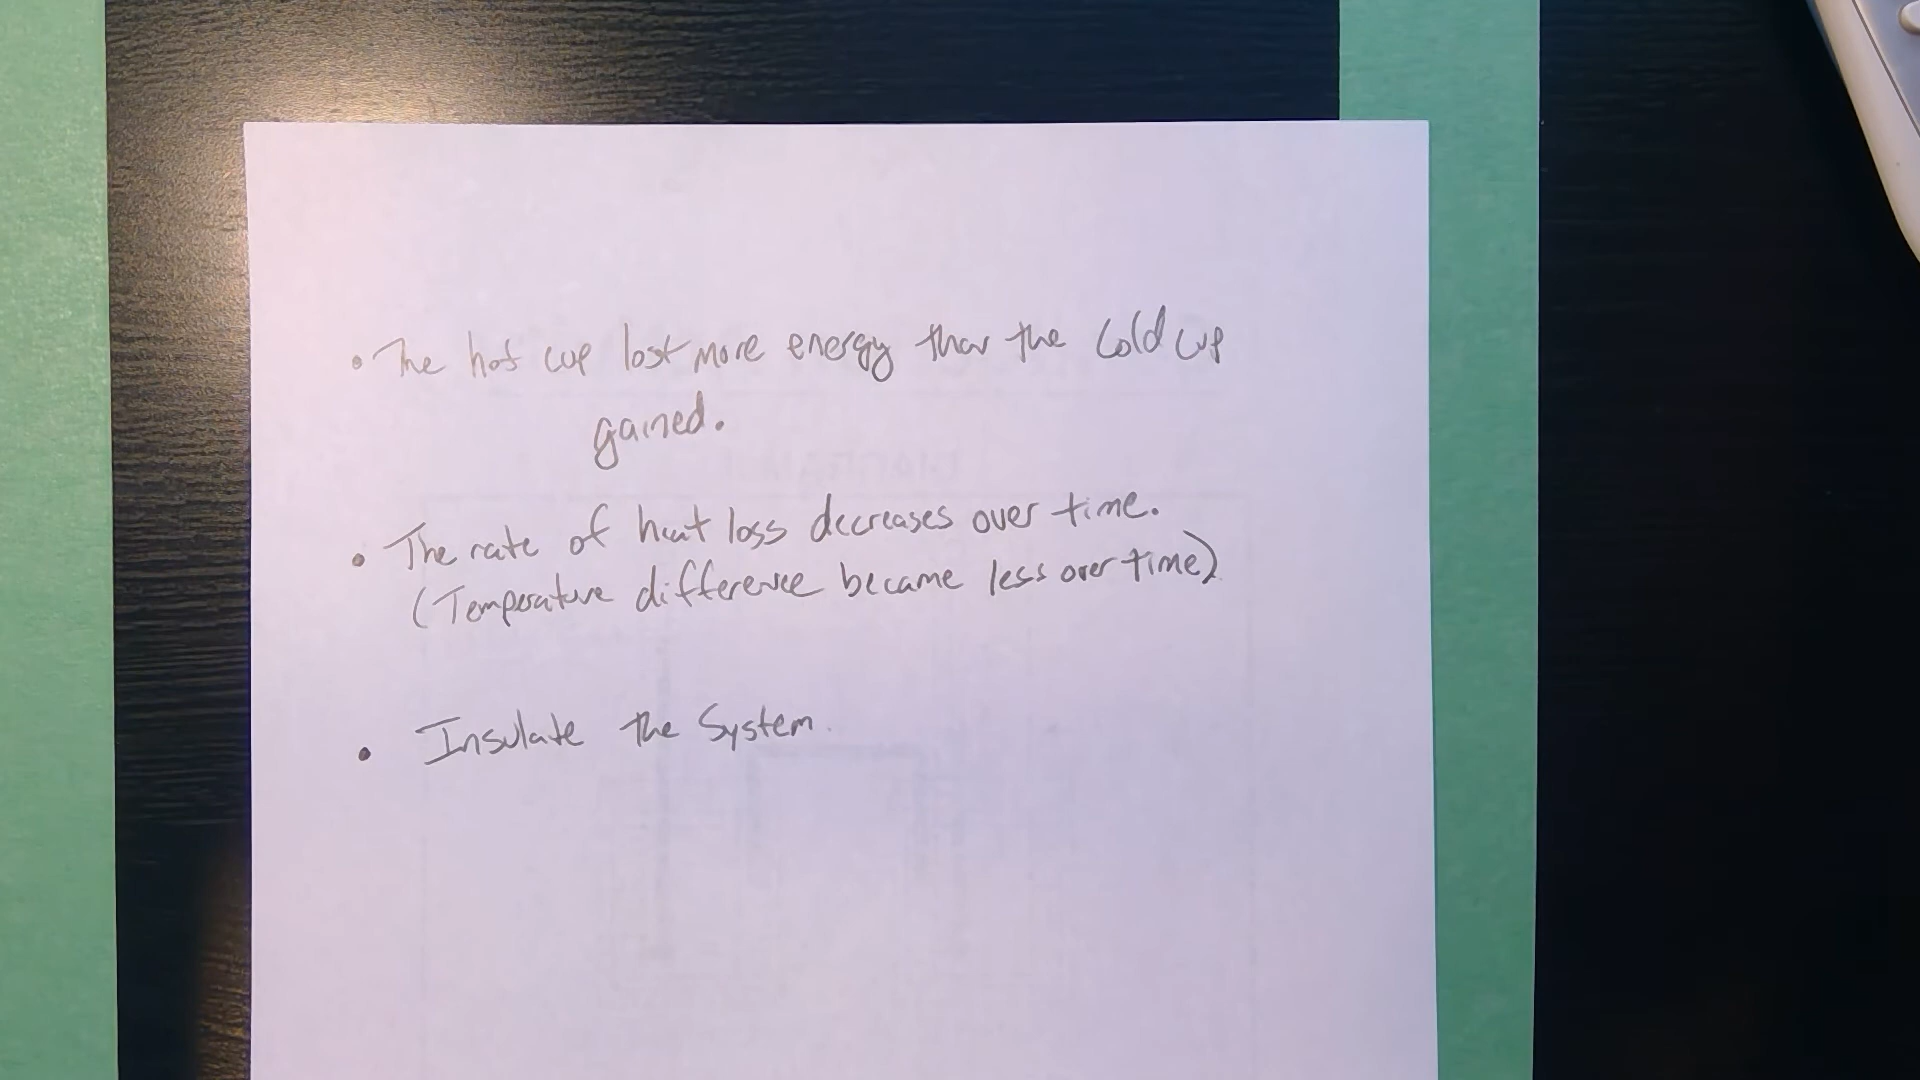 • The hot cup lost more energy than the Cold cup
gained.
• The rate of heat loss decreases over time.
(Temperature difference became less over time)
• Insulate the System.